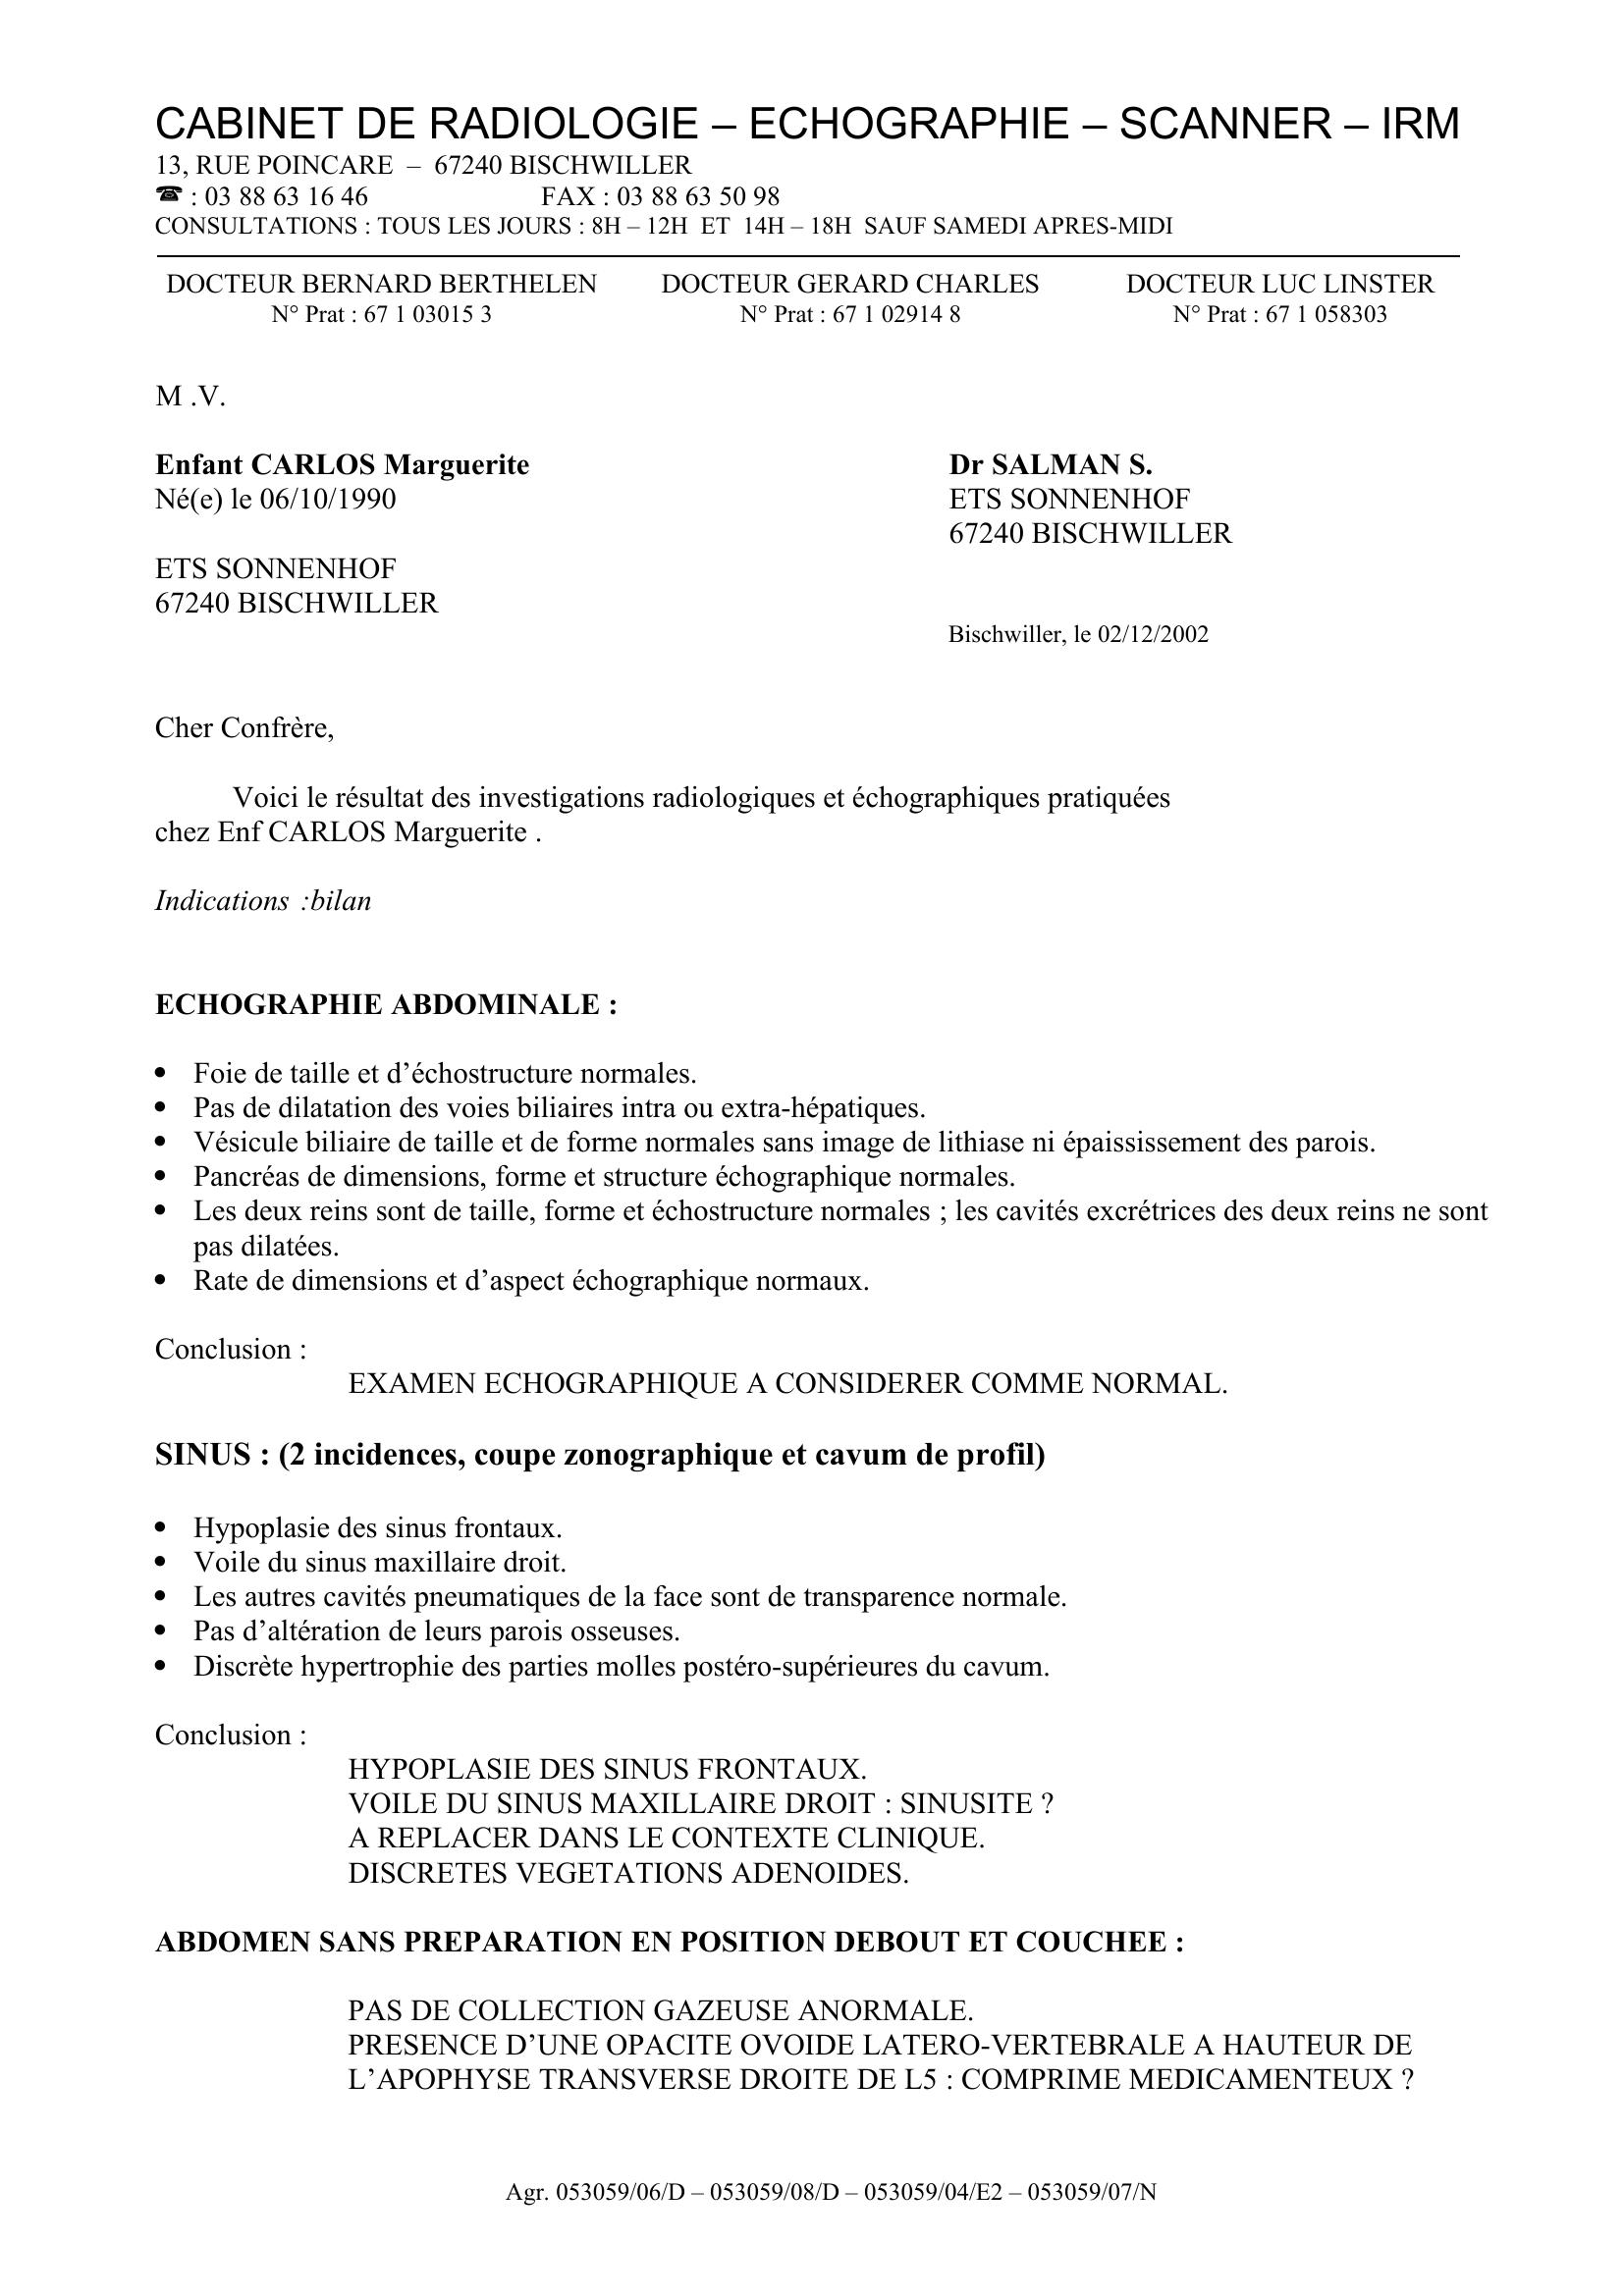 CABINET DE RADIOLOGIE – ECHOGRAPHIE – SCANNER – IRM
13, RUE POINCARE – 67240 BISCHWILLER
☎ : 03 88 63 16 46 FAX : 03 88 63 50 98
CONSULTATIONS : TOUS LES JOURS : 8H – 12H ET 14H – 18H SAUF SAMEDI APRES-MIDI
DOCTEUR BERNARD BERTHELEN DOCTEUR GERARD CHARLES DOCTEUR LUC LINSTER
N° Prat : 67 1 03015 3 N° Prat : 67 1 02914 8 N° Prat : 67 1 058303
M .V.
Enfant CARLOS Marguerite
Né(e) le 06/10/1990
ETS SONNENHOF
67240 BISCHWILLER
Dr SALMAN S.
ETS SONNENHOF
67240 BISCHWILLER
Bischwiller, le 02/12/2002
Cher Confrère,
Voici le résultat des investigations radiologiques et échographiques pratiquées
chez Enf CARLOS Marguerite .
Indications :bilan
ECHOGRAPHIE ABDOMINALE :
• Foie de taille et d’échostructure normales.
• Pas de dilatation des voies biliaires intra ou extra-hépatiques.
• Vésicule biliaire de taille et de forme normales sans image de lithiase ni épaississement des parois.
• Pancréas de dimensions, forme et structure échographique normales.
• Les deux reins sont de taille, forme et échostructure normales ; les cavités excrétrices des deux reins ne sont
pas dilatées.
• Rate de dimensions et d’aspect échographique normaux.
Conclusion :
EXAMEN ECHOGRAPHIQUE A CONSIDERER COMME NORMAL.
SINUS : (2 incidences, coupe zonographique et cavum de profil)
• Hypoplasie des sinus frontaux.
• Voile du sinus maxillaire droit.
• Les autres cavités pneumatiques de la face sont de transparence normale.
• Pas d’altération de leurs parois osseuses.
• Discrète hypertrophie des parties molles postéro-supérieures du cavum.
Conclusion :
HYPOPLASIE DES SINUS FRONTAUX.
VOILE DU SINUS MAXILLAIRE DROIT : SINUSITE ?
A REPLACER DANS LE CONTEXTE CLINIQUE.
DISCRETES VEGETATIONS ADENOIDES.
ABDOMEN SANS PREPARATION EN POSITION DEBOUT ET COUCHEE :
PAS DE COLLECTION GAZEUSE ANORMALE.
PRESENCE D’UNE OPACITE OVOIDE LATERO-VERTEBRALE A HAUTEUR DE
L’APOPHYSE TRANSVERSE DROITE DE L5 : COMPRIME MEDICAMENTEUX ?
Agr. 053059/06/D – 053059/08/D – 053059/04/E2 – 053059/07/N